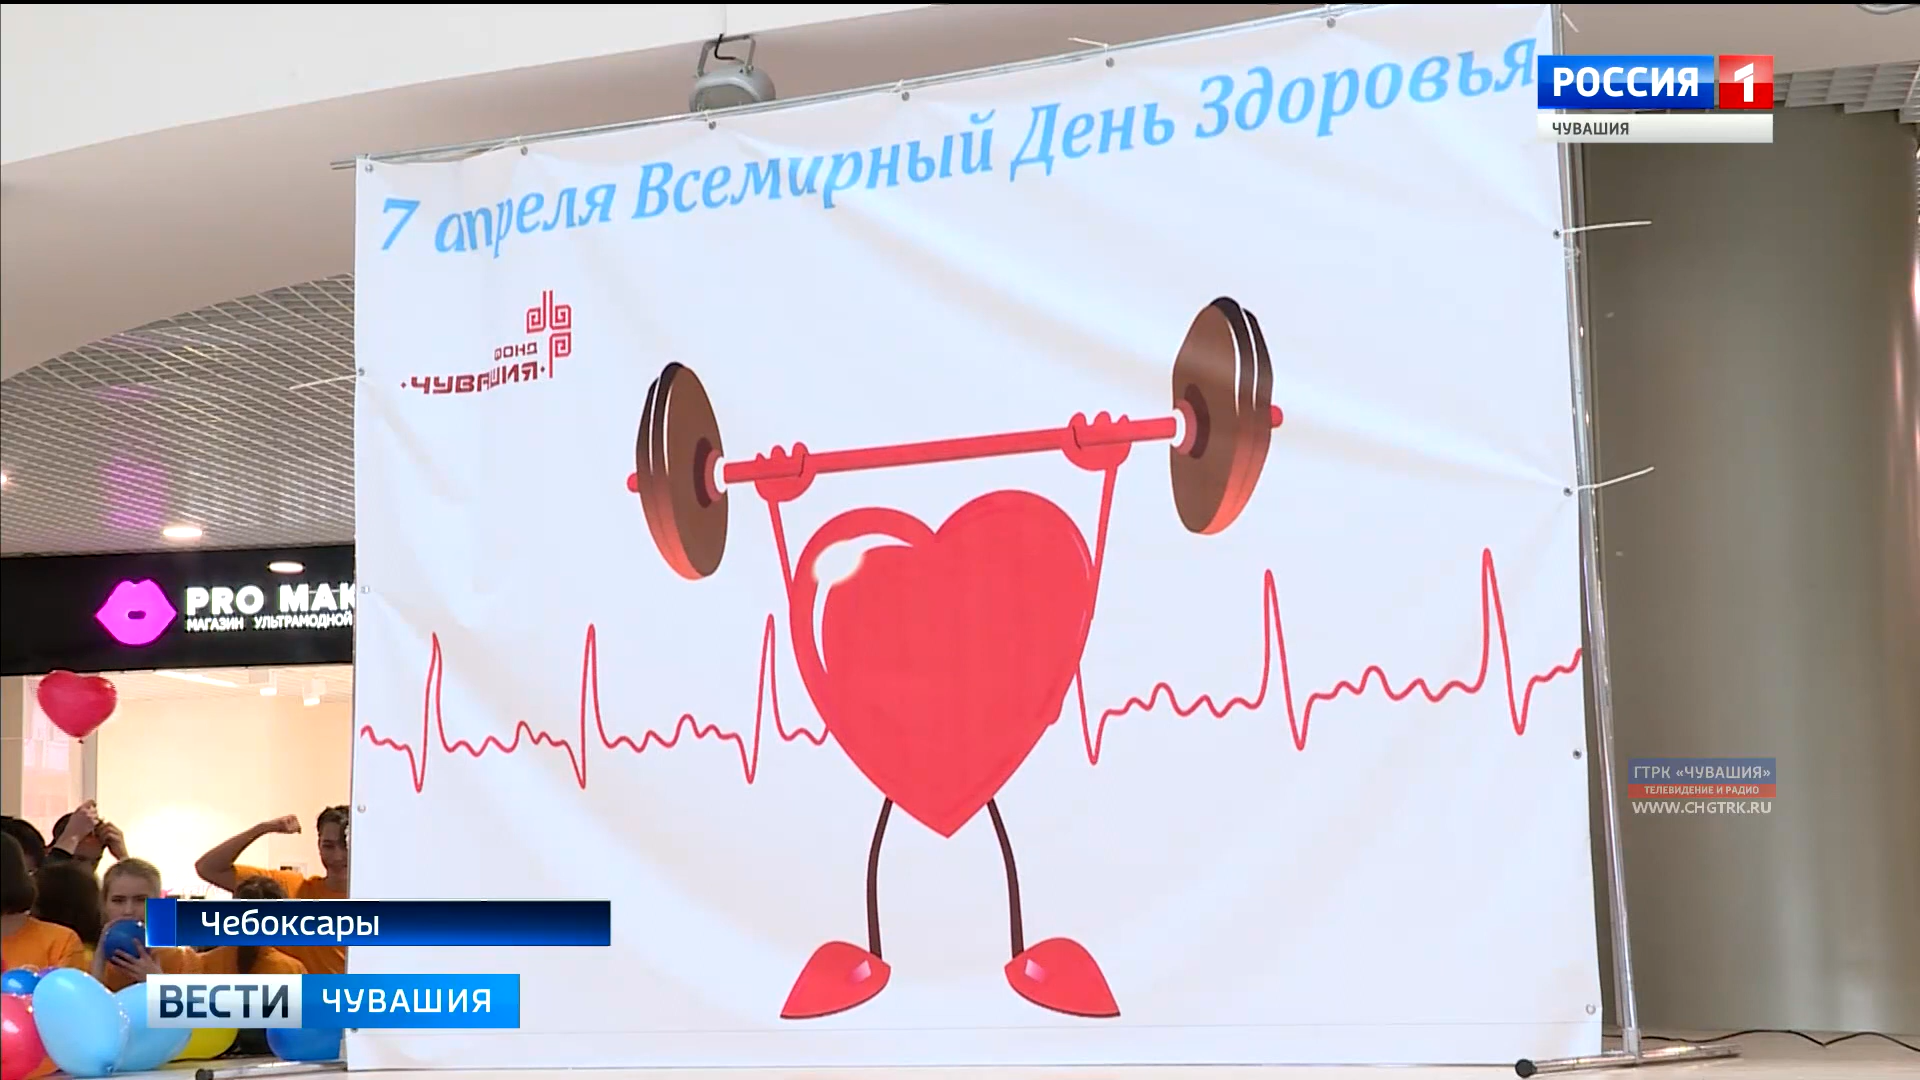 7 апреля Всемирный День Здоровья
РОССИЯ 1
ЧУВАШИЯ
ФОНД
·ЧУВАШИЯ·
PRO MAK
МАГАЗИН УЛЬТРАМОДНОЙ
ГТРК «ЧУВАШИЯ»
ТЕЛЕВИДЕНИЕ И РАДИО
WWW.CHGTRK.RU
Чебоксары
ВЕСТИ ЧУВАШИЯ